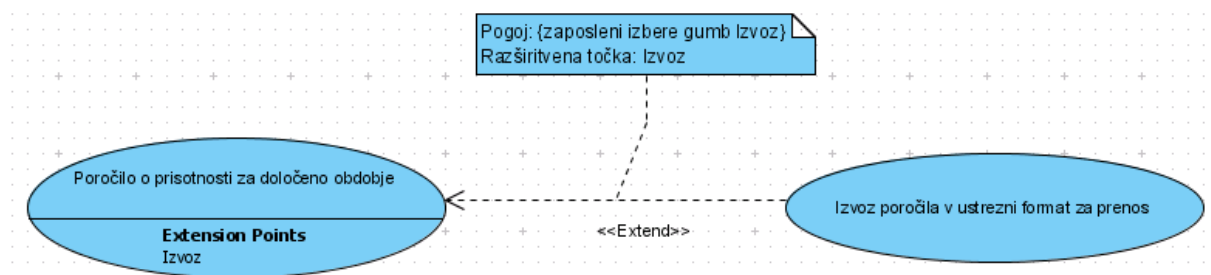 Pogoj: {zaposleni izbere gumb Izvoz}
Razširitvena točka: Izvoz
Poročilo o prisotnosti za določeno obdobje
Extension Points
Izvoz
<<Extend>>
Izvoz poročila v ustrezni format za prenos